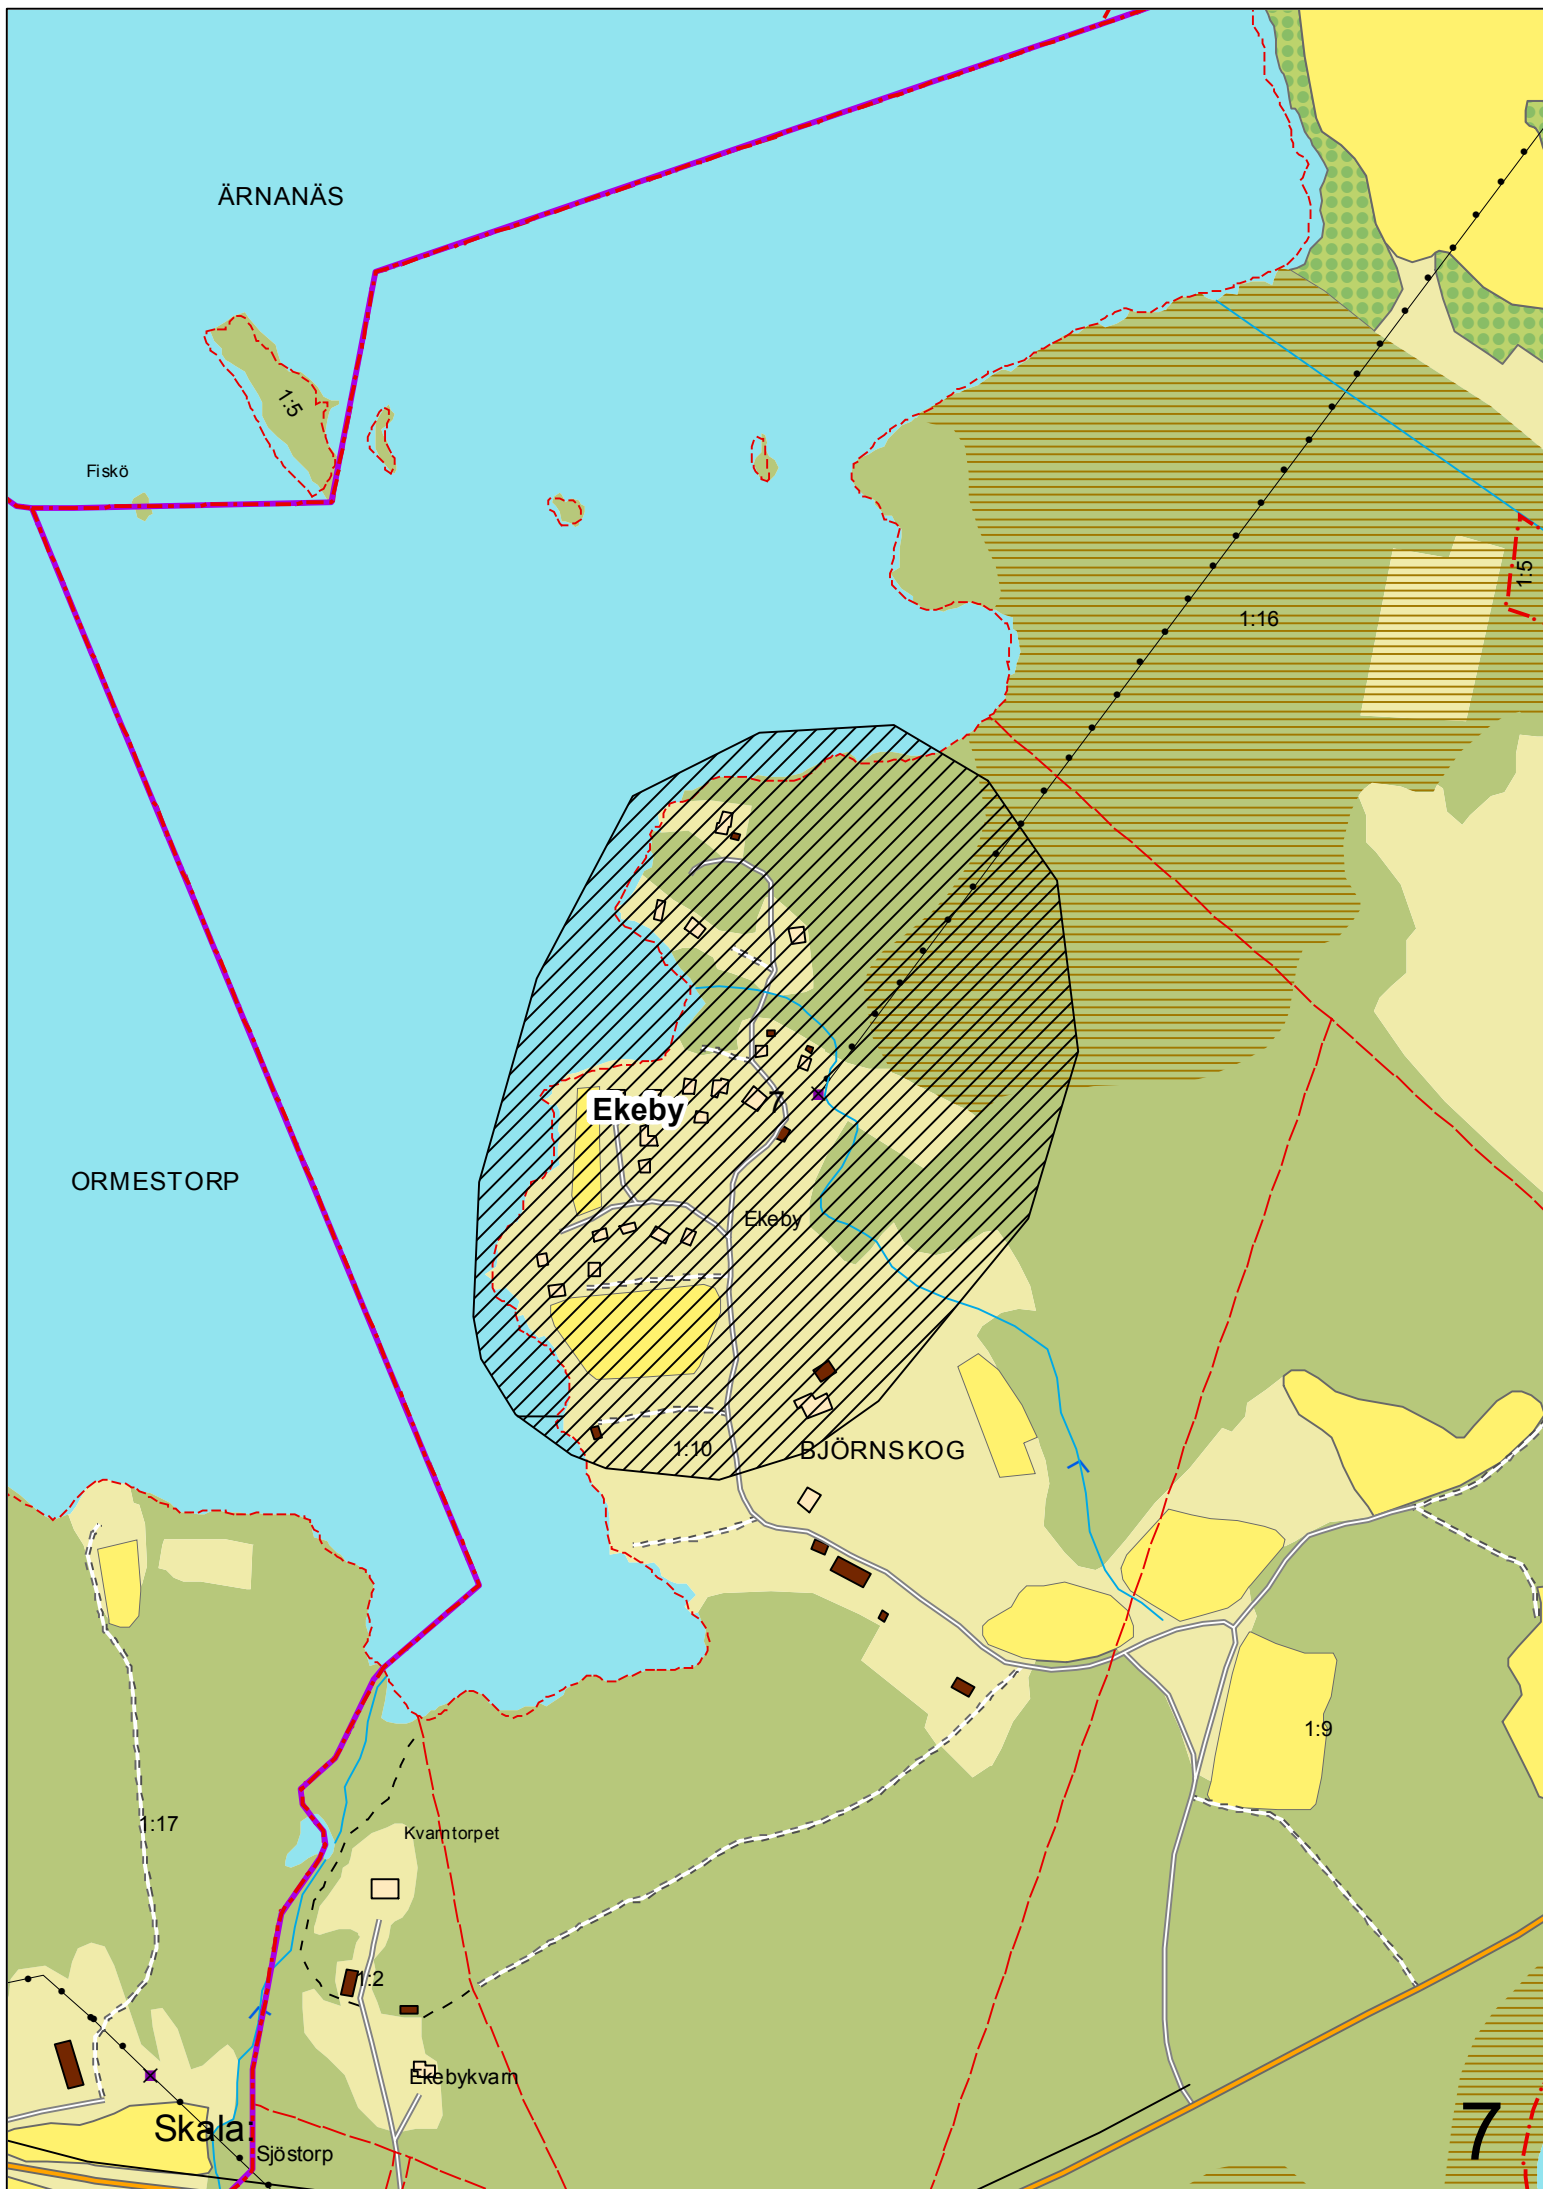 ÄRNANÄS
1:5
Fiskö
1:5
1:16
Ekeby
7
ORMESTORP
Ekeby
1:10
BJÖRNSKOG
1:9
1:17
Kvarntorpet
1:2
Ekebykvarn
Skala:
Sjöstorp
7